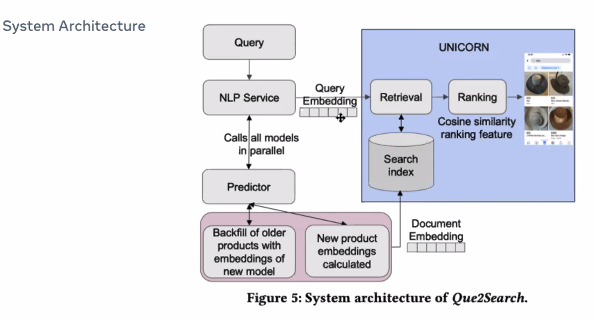 System Architecture
Query
UNICORN
NLP Service
Query
Embedding
Retrieval
Ranking
Cosine similarity
ranking feature
Calls all models
in parallel
Search
index
Predictor
Backfill of older
products with
embeddings of
new model
New product
embeddings
calculated
Document
Embedding
Figure 5: System architecture of Que2Search.